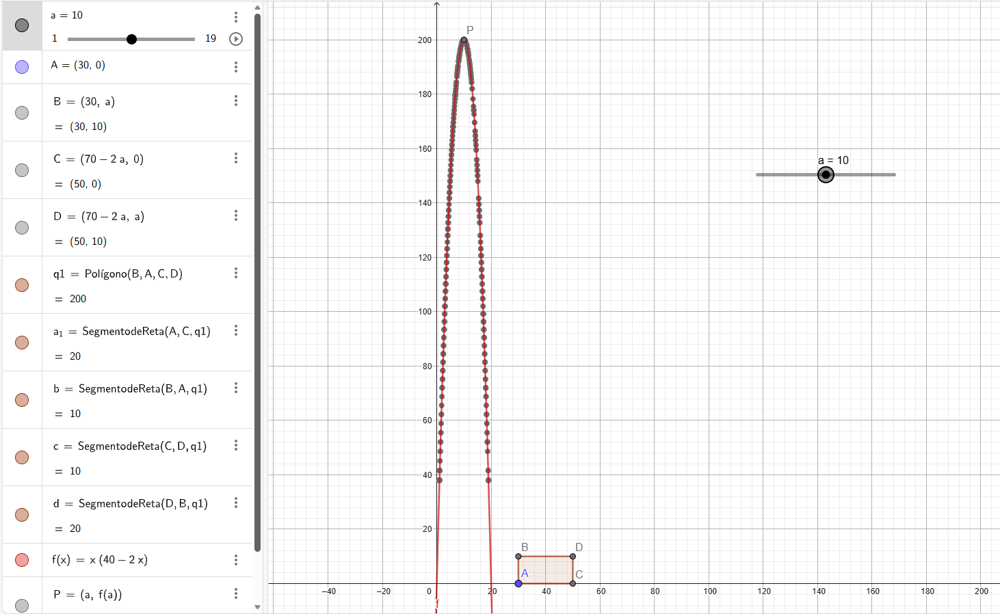 a = 10
1 19
A = (30, 0)
B = (30, a)
= (30, 10)
C = (70 − 2 a, 0)
= (50, 0)
D = (70 − 2 a, a)
= (50, 10)
q1 = Polígono(B, A, C, D)
= 200
a₁ = SegmentodeReta(A, C, q1)
= 20
b = SegmentodeReta(B, A, q1)
= 10
c = SegmentodeReta(C, D, q1)
= 10
d = SegmentodeReta(D, B, q1)
= 20
f(x) = x (40 − 2 x)
P = (a, f(a))
P
200
180
160
a = 10
140
120
100
80
60
40
20
B D
A C
−40 −20 0 20 40 60 80 100 120 140 160 180 200
f